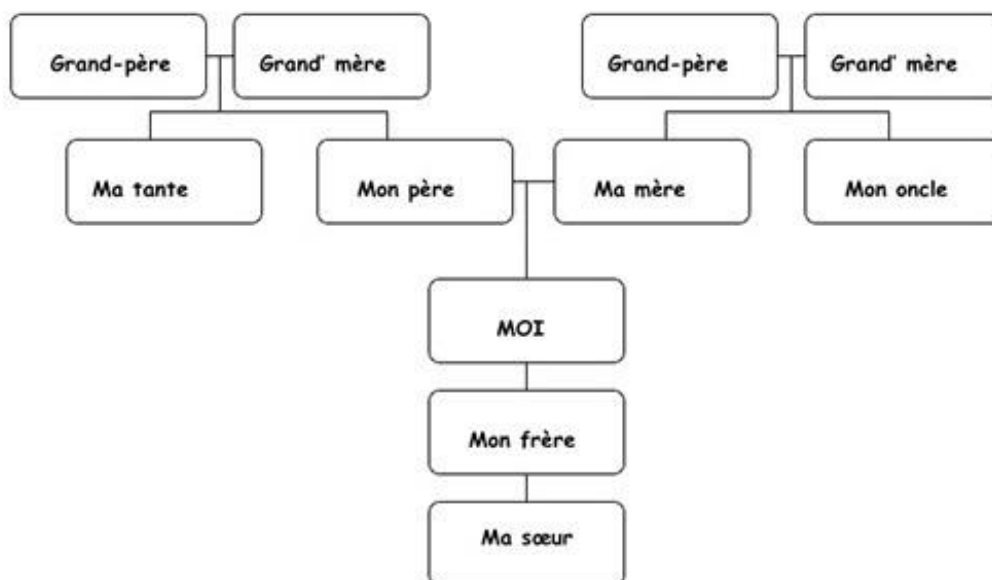 Grand-père
Grand' mère
Grand-père
Grand' mère
Ma tante
Mon père
Ma mère
Mon oncle
MOI
Mon frère
Ma sœur